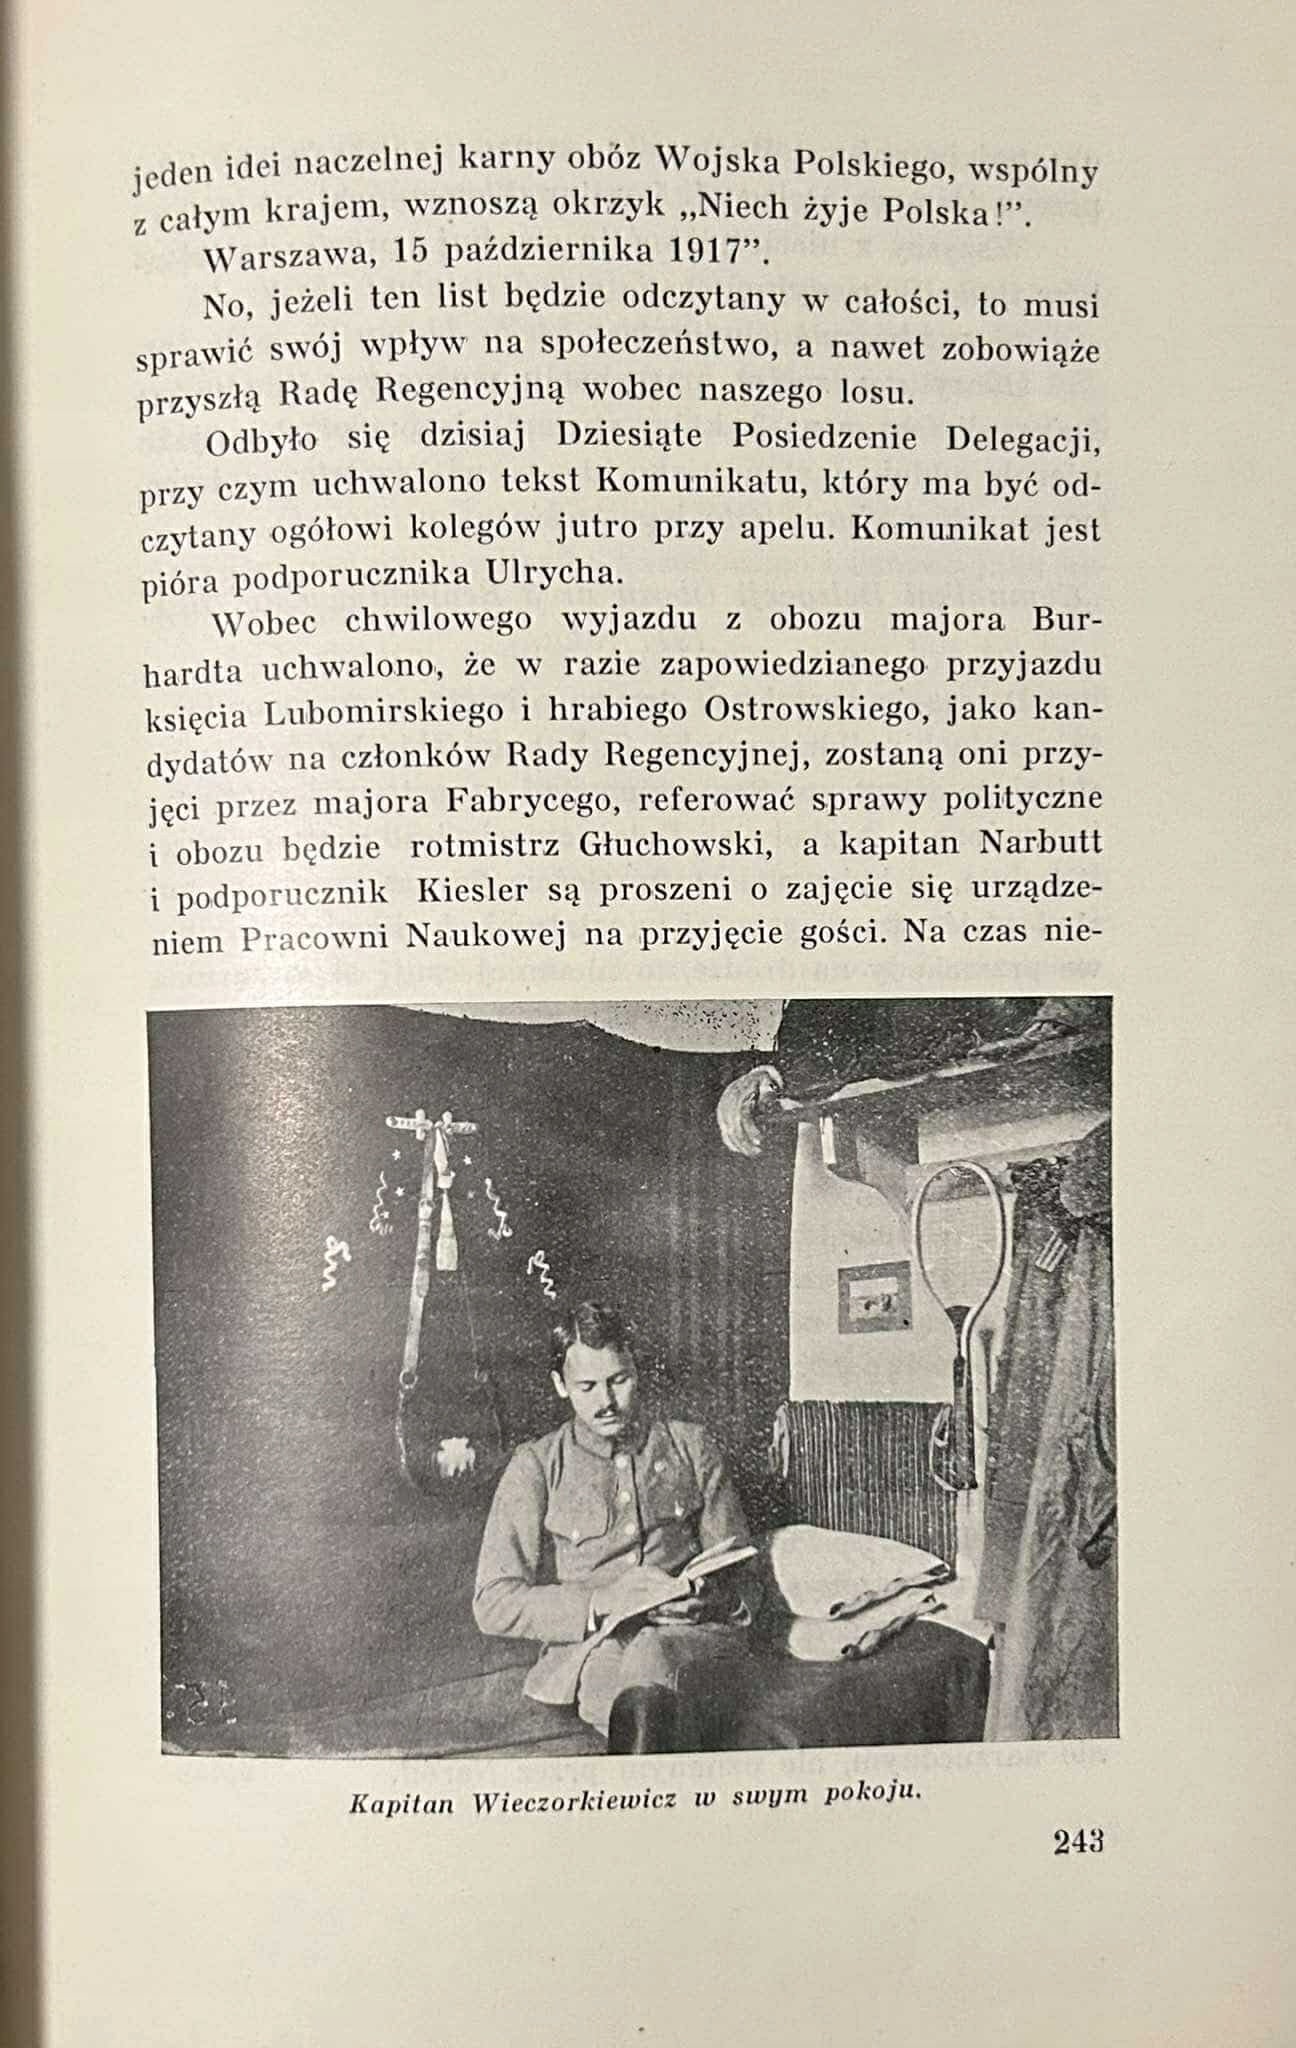 jeden idei naczelnej karny obóz Wojska Polskiego, wspólny
z całym krajem, wznoszą okrzyk „Niech żyje Polska!”.
Warszawa, 15 października 1917”.
No, jeżeli ten list będzie odczytany w całości, to musi
sprawić swój wpływ na społeczeństwo, a nawet zobowiąże
przyszłą Radę Regencyjną wobec naszego losu.
Odbyło się dzisiaj Dziesiąte Posiedzenie Delegacji,
przy czym uchwalono tekst Komunikatu, który ma być od-
czytany ogółowi kolegów jutro przy apelu. Komunikat jest
pióra podporucznika Ulrycha.
Wobec chwilowego wyjazdu z obozu majora Bur-
hardta uchwalono, że w razie zapowiedzianego przyjazdu
księcia Lubomirskiego i hrabiego Ostrowskiego, jako kan-
dydatów na członków Rady Regencyjnej, zostaną oni przy-
jęci przez majora Fabrycego, referować sprawy polityczne
i obozu będzie rotmistrz Głuchowski, a kapitan Narbutt
i podporucznik Kiesler są proszeni o zajęcie się urządze-
niem Pracowni Naukowej na przyjęcie gości. Na czas nie-
Kapitan Wieczorkiewicz w swym pokoju.
243